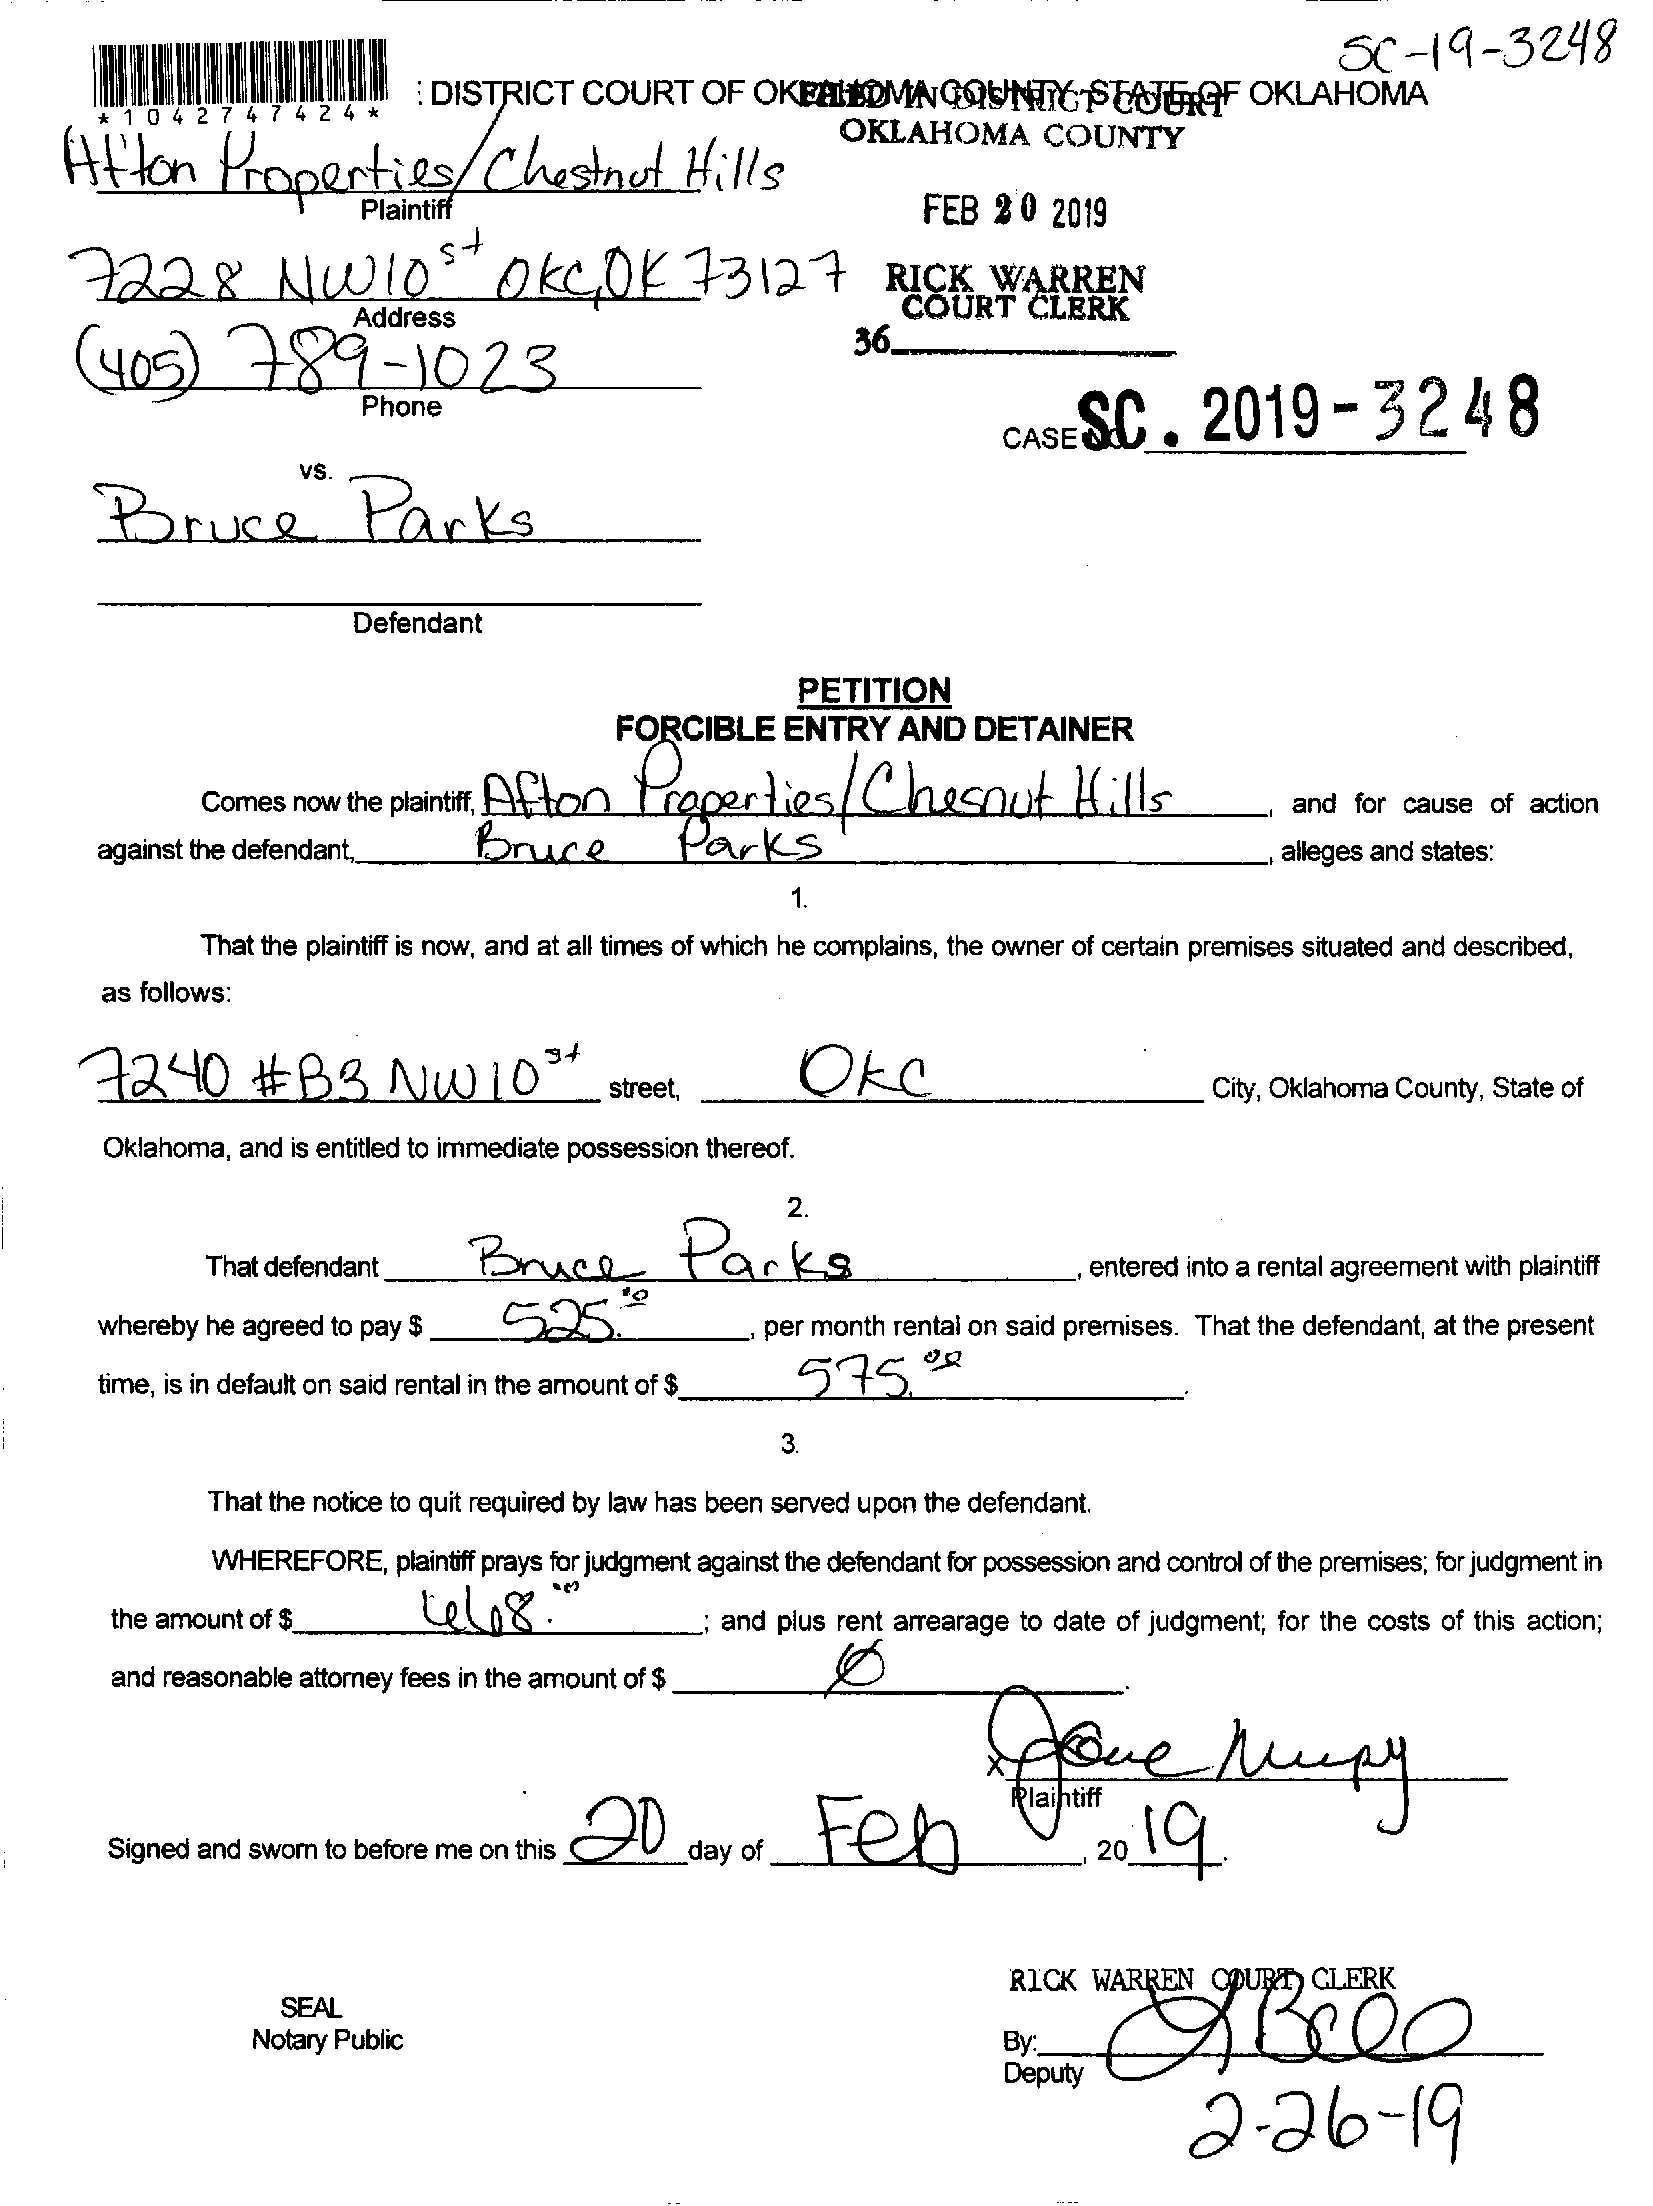 SC-19-3248
*1042747424*
: DISTRICT COURT OF OKLAHOMA COUNTY STATE OF OKLAHOMA
FILED IN DISTRICT COURT
OKLAHOMA COUNTY
Afton Properties/Chestnut Hills
Plaintiff
FEB 20 2019
7228 NW10st OKC, OK 73127
RICK WARREN
COURT CLERK
Address
36
(405) 789-1023
Phone
CASE SC. 2019-3248
vs.
Bruce Parks
Defendant
PETITION
FORCIBLE ENTRY AND DETAINER
Comes now the plaintiff, Afton Properties/Chesnut Hills, and for cause of action
against the defendant, Bruce Parks, alleges and states:
1.
That the plaintiff is now, and at all times of which he complains, the owner of certain premises situated and described,
as follows:
7240 #B3 NW10st street, OKC City, Oklahoma County, State of
Oklahoma, and is entitled to immediate possession thereof.
2.
That defendant Bruce Parks, entered into a rental agreement with plaintiff
whereby he agreed to pay $ 525.00, per month rental on said premises. That the defendant, at the present
time, is in default on said rental in the amount of $ 575.00.
3.
That the notice to quit required by law has been served upon the defendant.
WHEREFORE, plaintiff prays for judgment against the defendant for possession and control of the premises; for judgment in
the amount of $ ; and plus rent arrearage to date of judgment; for the costs of this action;
and reasonable attorney fees in the amount of $ Ø.
x
Plaintiff
Signed and sworn to before me on this 20 day of Feb, 2019.
RICK WARREN COURT CLERK
SEAL
Notary Public
By:
Deputy
2-26-19